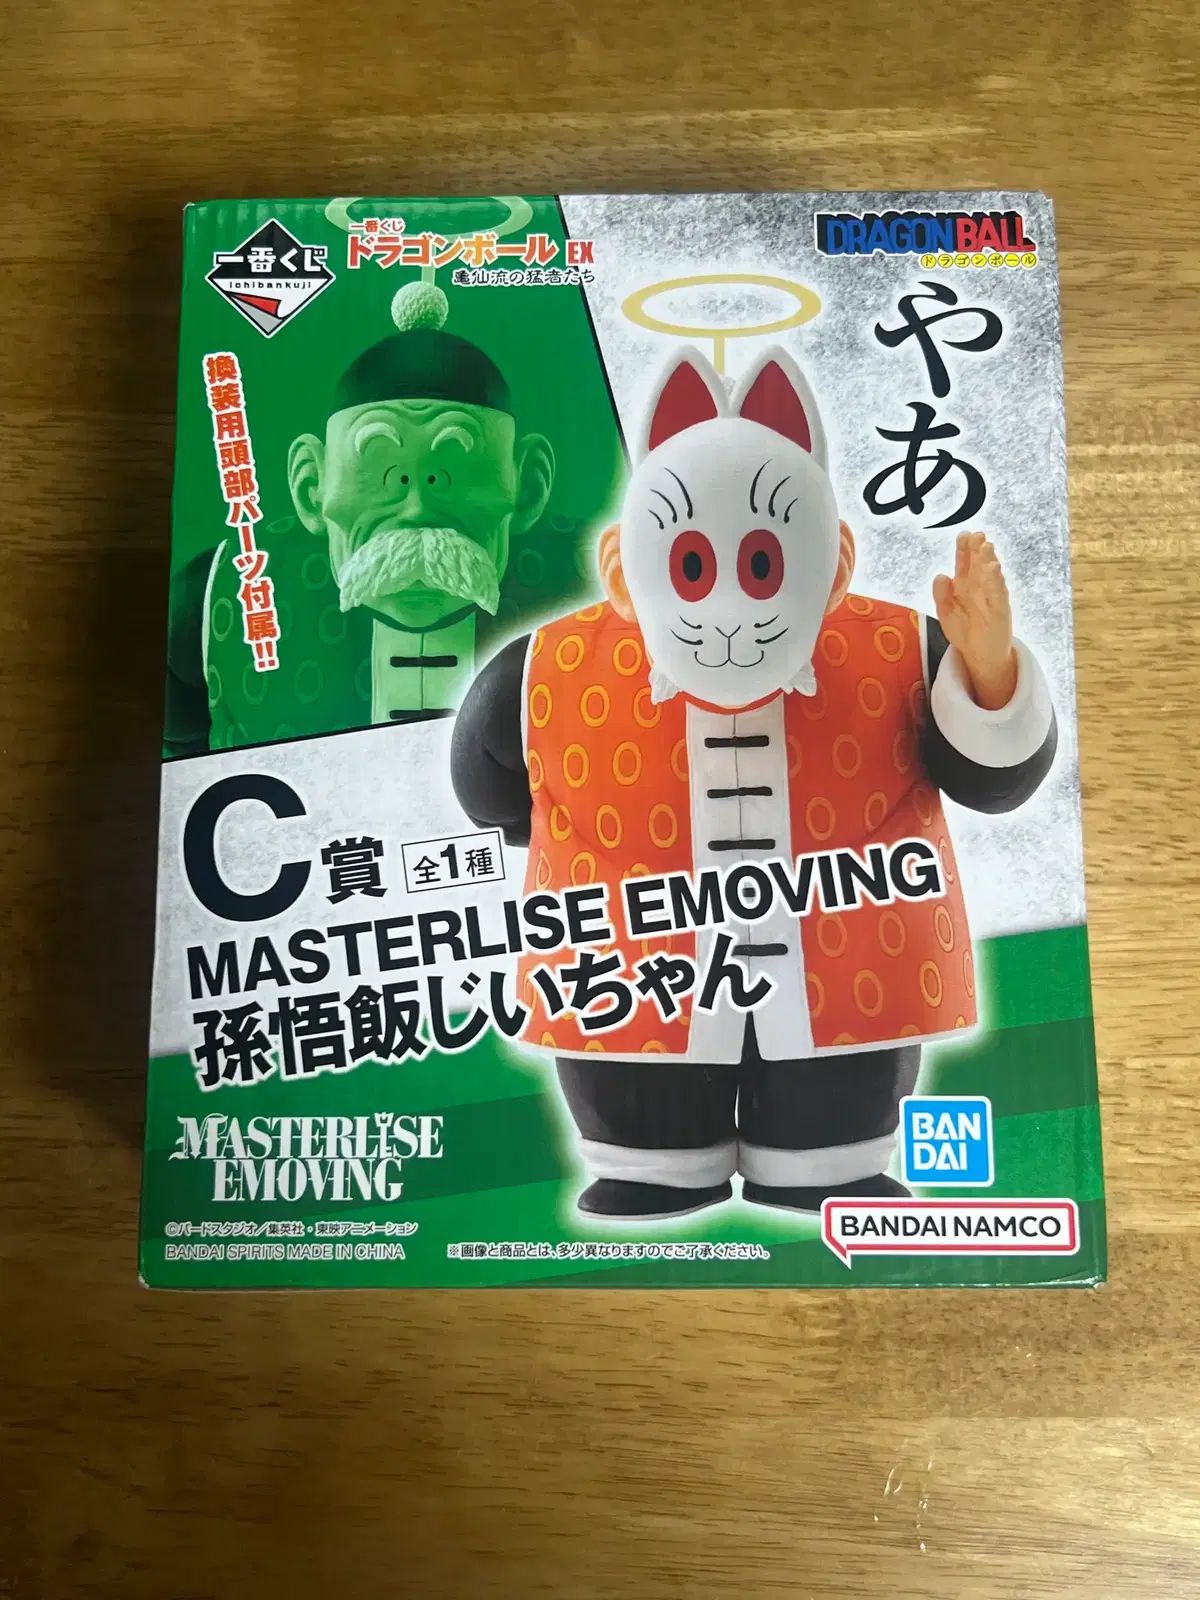 一番くじ
ichibankuji
一番くじ
ドラゴンボール EX
亀仙流の猛者たち
DRAGON BALL
ドラゴンボール
やあ
換装用頭部パーツ付属!!
C賞 全1種
MASTERLISE EMOVING
孫悟飯じいちゃん
MASTERLISE
EMOVING
©バードスタジオ／集英社・東映アニメーション
BANDAI SPIRITS MADE IN CHINA
※画像と商品とは、多少異なりますのでご了承ください。
BAN
DAI
BANDAI NAMCO